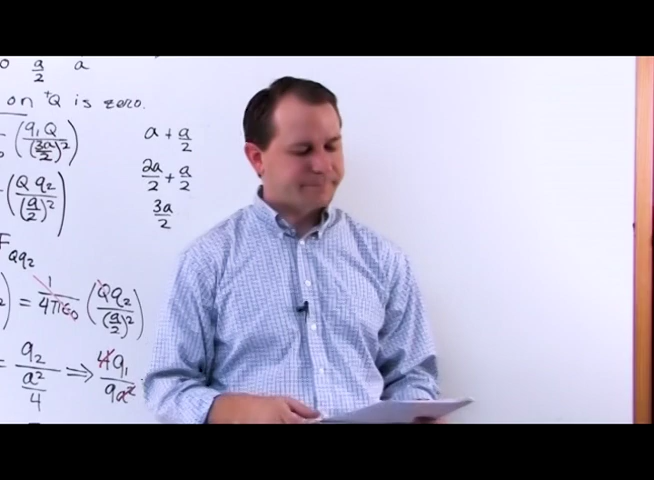 0 a/2 a
on +Q is zero.
(q₁Q/(3a/2)²) a + a/2
(Qq₂/(a/2)²) 2a/2 + a/2
3a/2
F Qq₂
) = 1/4πε₀ (Qq₂/(a/2)²)
= q₂/(a²/4) ⇒ 4q₁/9a²